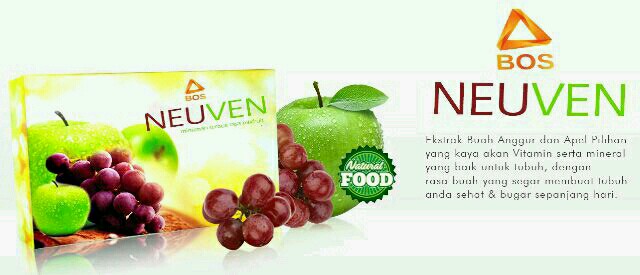 BOS
NEUVEN
BOS
NEUVEN
Natural
FOOD
Ekstrak Buah Anggur dan Apel Pilihan
yang kaya akan Vitamin serta mineral
yang baik untuk tubuh, dengan
rasa buah yang segar membuat tubuh
anda sehat & bugar sepanjang hari.